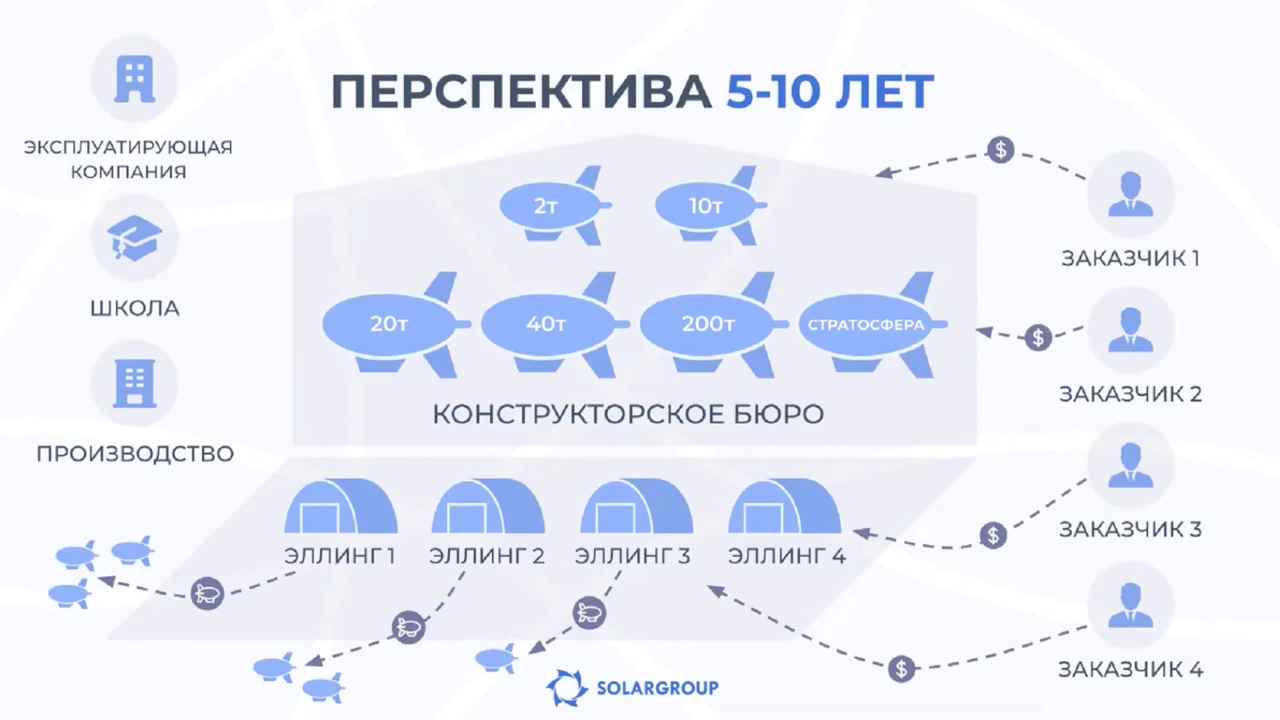 ПЕРСПЕКТИВА 5-10 ЛЕТ
ЭКСПЛУАТИРУЮЩАЯ
КОМПАНИЯ
ШКОЛА
ПРОИЗВОДСТВО
2т
10т
20т
40т
200т
СТРАТОСФЕРА
КОНСТРУКТОРСКОЕ БЮРО
ЭЛЛИНГ 1
ЭЛЛИНГ 2
ЭЛЛИНГ 3
ЭЛЛИНГ 4
$
ЗАКАЗЧИК 1
$
ЗАКАЗЧИК 2
$
ЗАКАЗЧИК 3
$
ЗАКАЗЧИК 4
SOLARGROUP